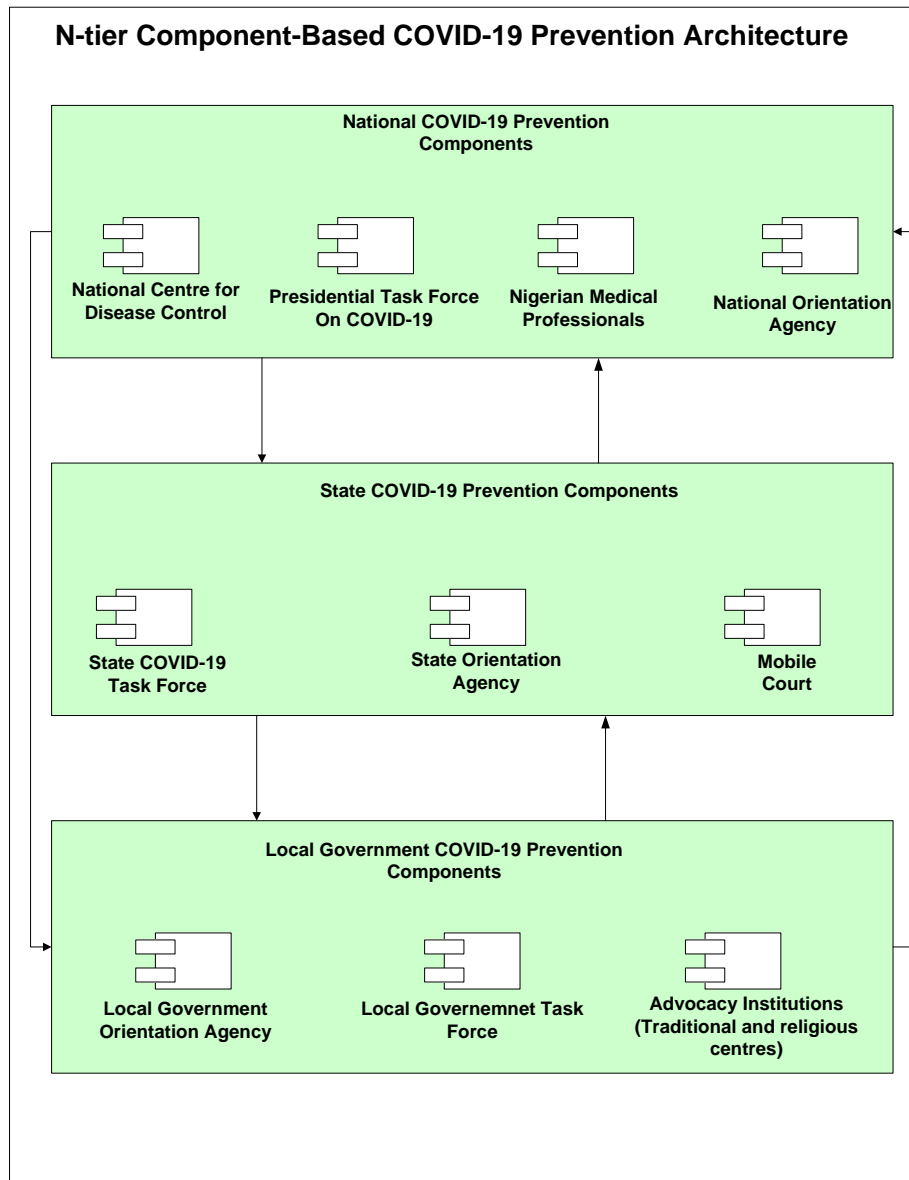 N-tier Component-Based COVID-19 Prevention Architecture
National COVID-19 Prevention
Components
National Centre for
Disease Control
Presidential Task Force
On COVID-19
Nigerian Medical
Professionals
National Orientation
Agency
State COVID-19 Prevention Components
State COVID-19
Task Force
State Orientation
Agency
Mobile
Court
Local Government COVID-19 Prevention
Components
Local Government
Orientation Agency
Local Governemnet Task
Force
Advocacy Institutions
(Traditional and religious
centres)